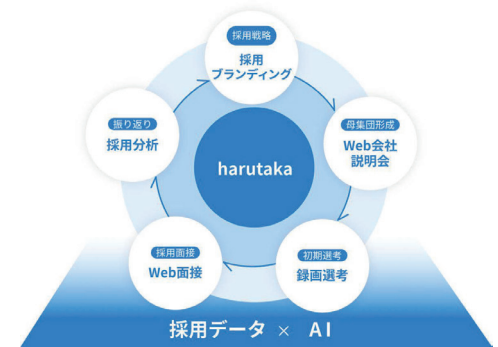 採用戦略
採用
ブランディング
母集団形成
Web会社
説明会
初期選考
録画選考
採用面接
Web面接
振り返り
採用分析
harutaka
採用データ × AI